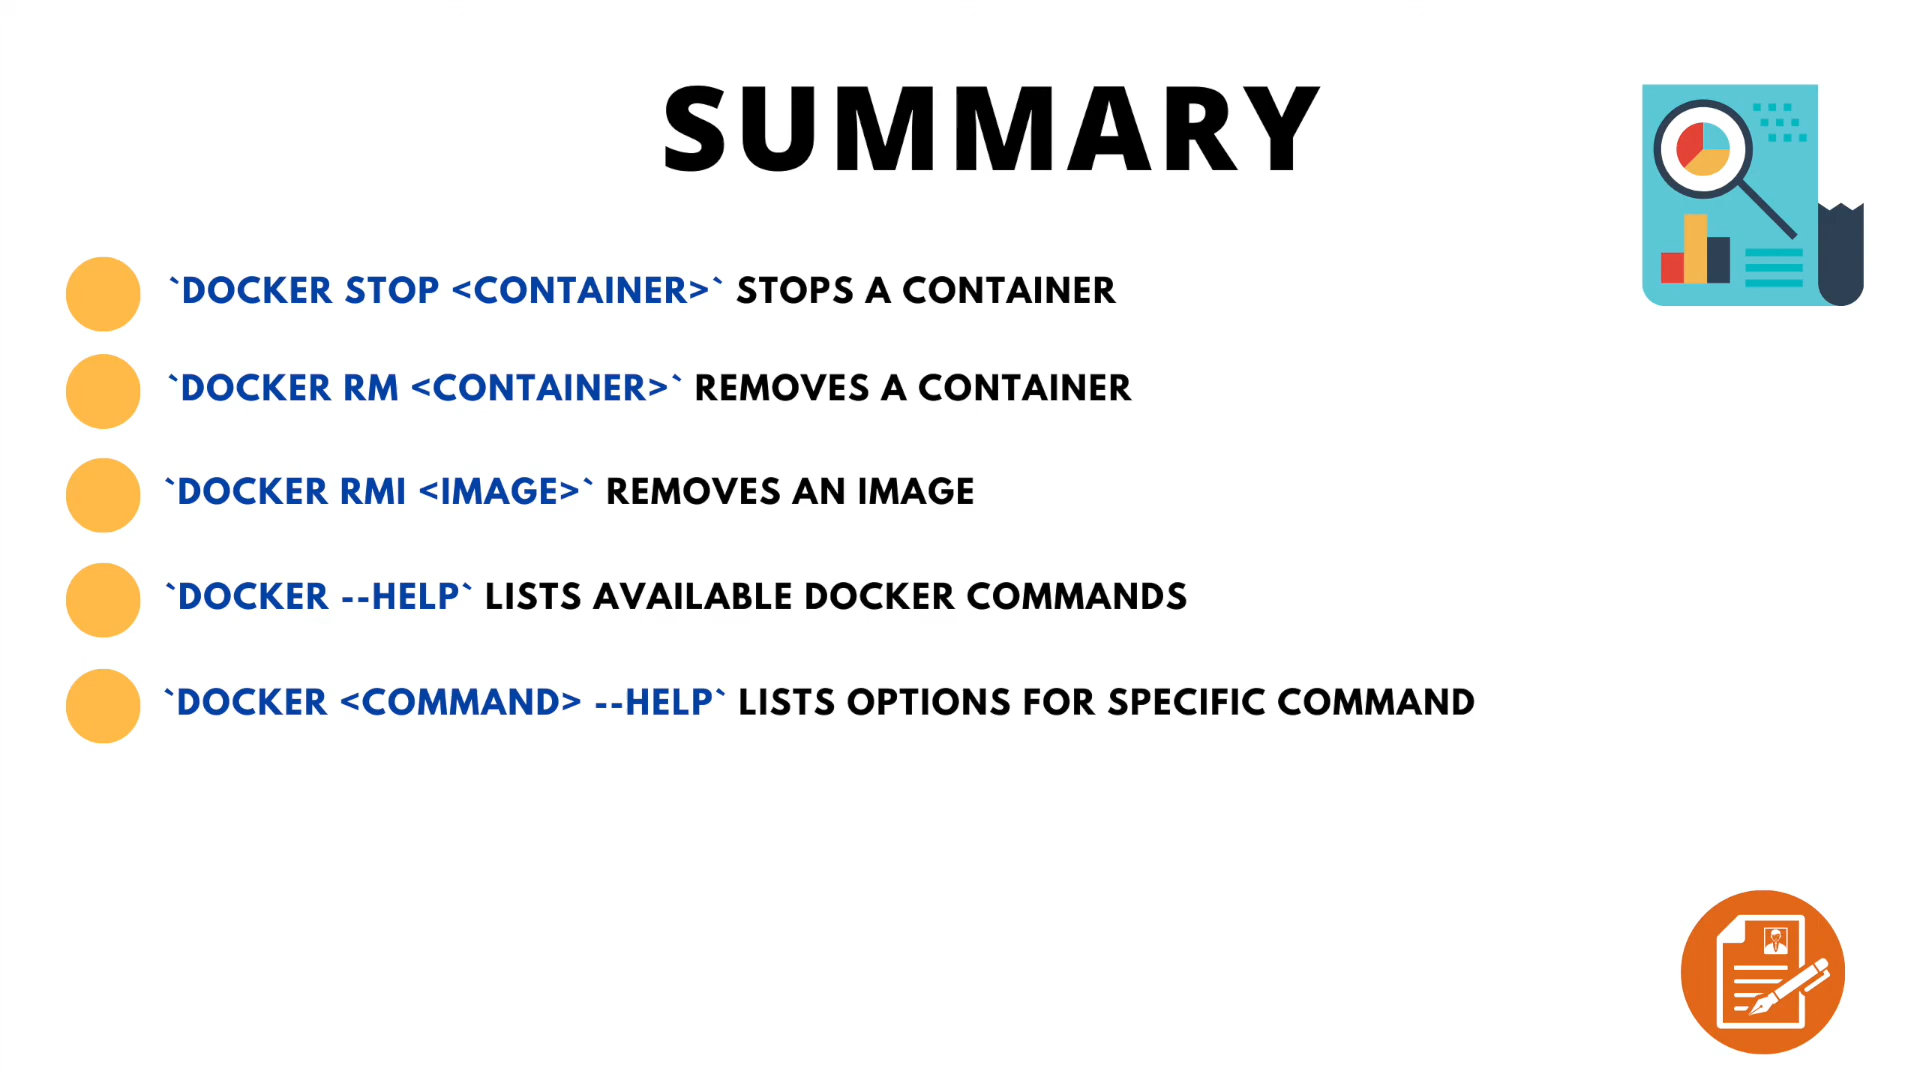 SUMMARY
`DOCKER STOP <CONTAINER>` STOPS A CONTAINER
`DOCKER RM <CONTAINER>` REMOVES A CONTAINER
`DOCKER RMI <IMAGE>` REMOVES AN IMAGE
`DOCKER --HELP` LISTS AVAILABLE DOCKER COMMANDS
`DOCKER <COMMAND> --HELP` LISTS OPTIONS FOR SPECIFIC COMMAND